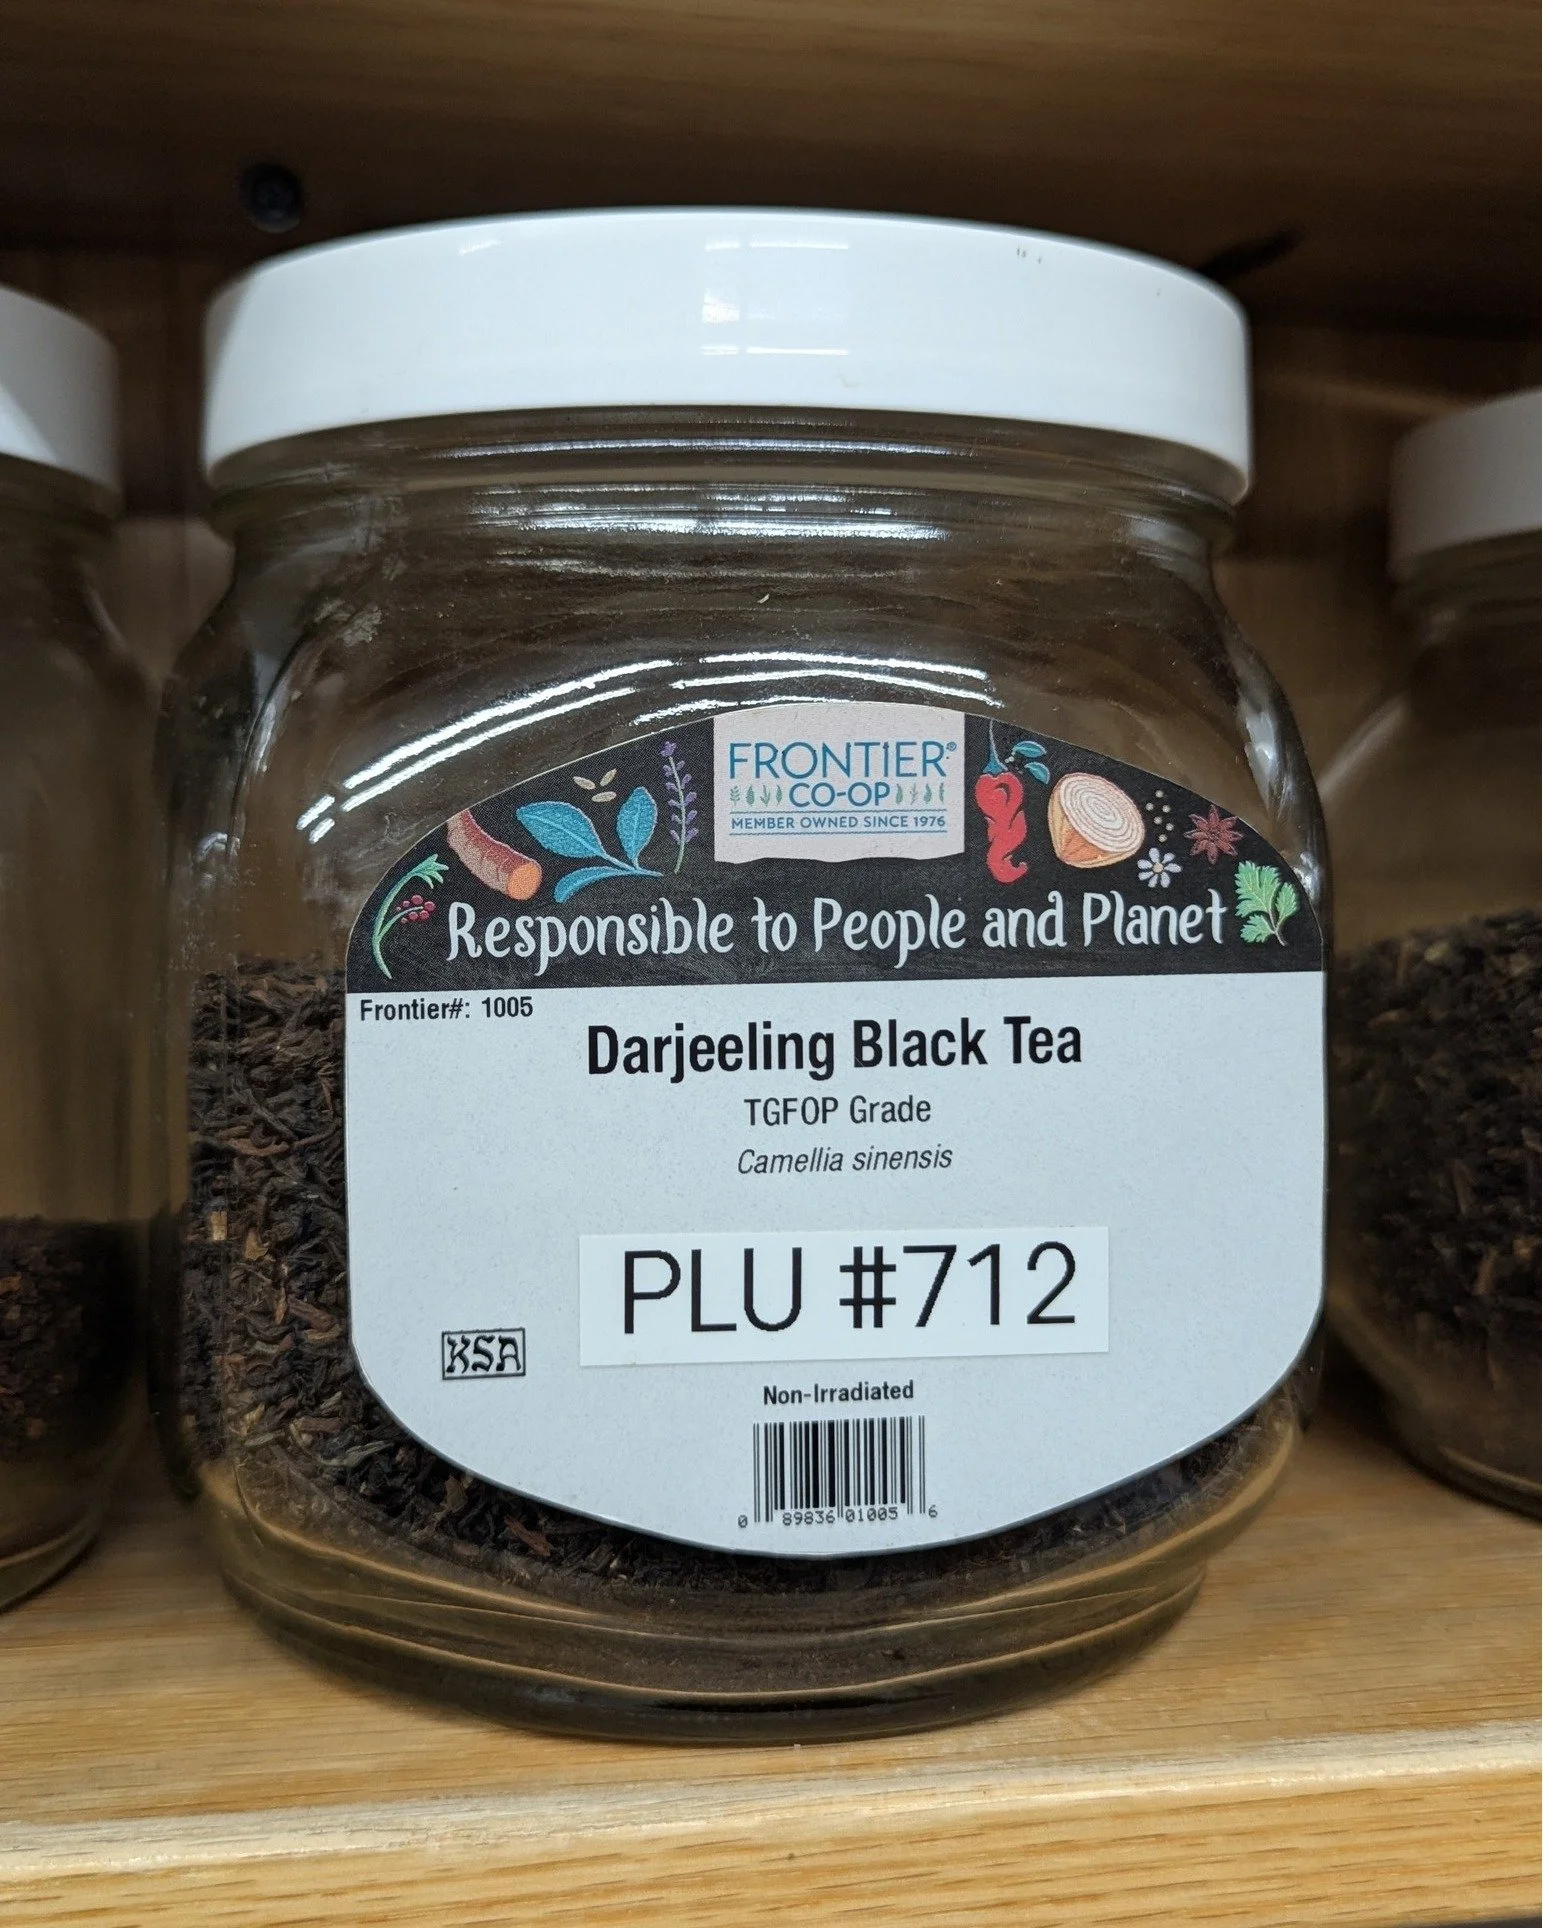 FRONTIER®
CO-OP
MEMBER OWNED SINCE 1976
Responsible to People and Planet
Frontier#: 1005
Darjeeling Black Tea
TGFOP Grade
Camellia sinensis
PLU #712
KSA
Non-Irradiated
0 89836 01005 6